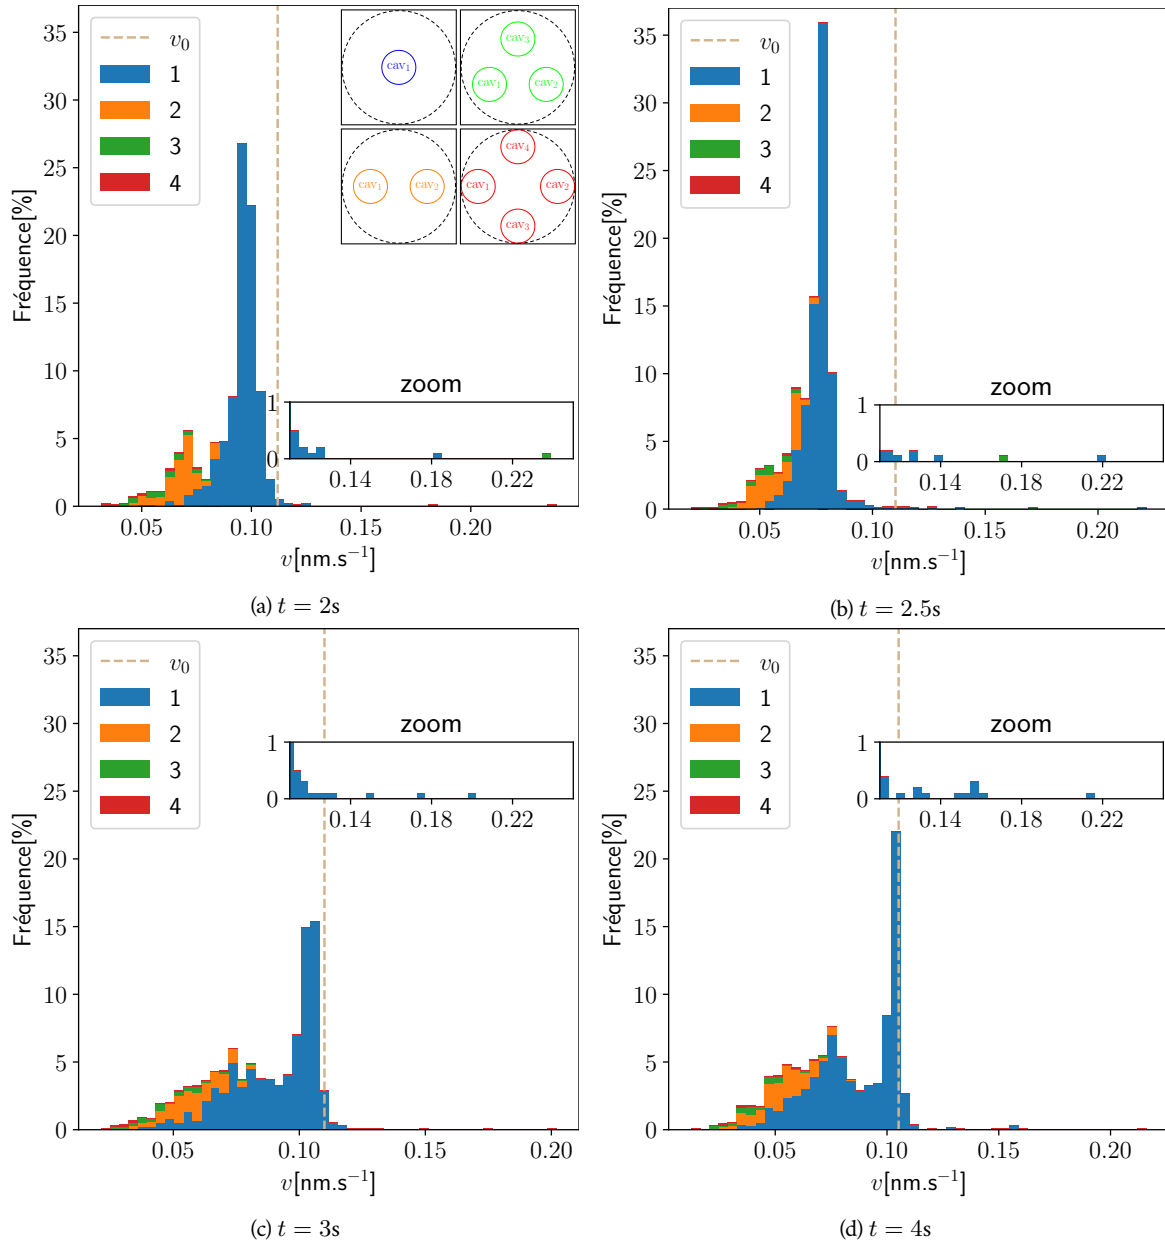 35
30
25
20
15
10
5
0
Fréquence[%]
v₀
1
2
3
4
cav₁
cav₃
cav₁ cav₂
cav₁ cav₂
cav₄
cav₁ cav₂
cav₃
zoom
1
0
0.14 0.18 0.22
0.05 0.10 0.15 0.20
v[nm.s⁻¹]
(a) t = 2s
35
30
25
20
15
10
5
0
Fréquence[%]
v₀
1
2
3
4
zoom
1
0
0.14 0.18 0.22
0.05 0.10 0.15 0.20
v[nm.s⁻¹]
(b) t = 2.5s
35
30
25
20
15
10
5
0
Fréquence[%]
v₀
1
2
3
4
zoom
1
0
0.14 0.18 0.22
0.05 0.10 0.15 0.20
v[nm.s⁻¹]
(c) t = 3s
35
30
25
20
15
10
5
0
Fréquence[%]
v₀
1
2
3
4
zoom
1
0
0.14 0.18 0.22
0.05 0.10 0.15 0.20
v[nm.s⁻¹]
(d) t = 4s